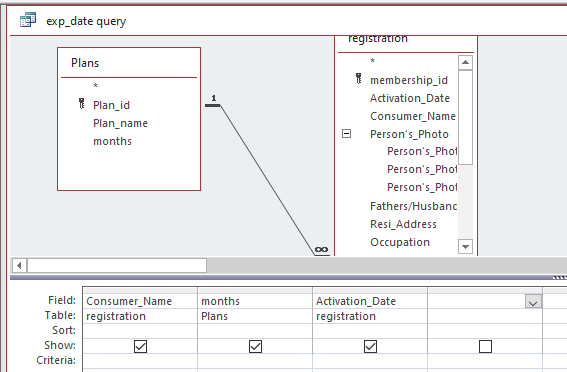 exp_date query
Plans
*
Plan_id
Plan_name
months
1
∞
registration
*
membership_id
Activation_Date
Consumer_Name
Person's_Photo
Person's_Phot
Person's_Phot
Person's_Phot
Fathers/Husband
Resi_Address
Occupation
Field: Consumer_Name months Activation_Date
Table: registration Plans registration
Sort:
Show:
Criteria: